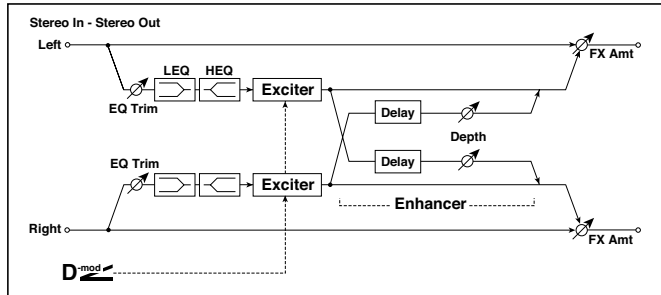 Stereo In - Stereo Out
Left
FX Amt
LEQ HEQ
EQ Trim
Exciter
Delay
Depth
EQ Trim
Delay
Exciter
Enhancer
Right
FX Amt
D-mod